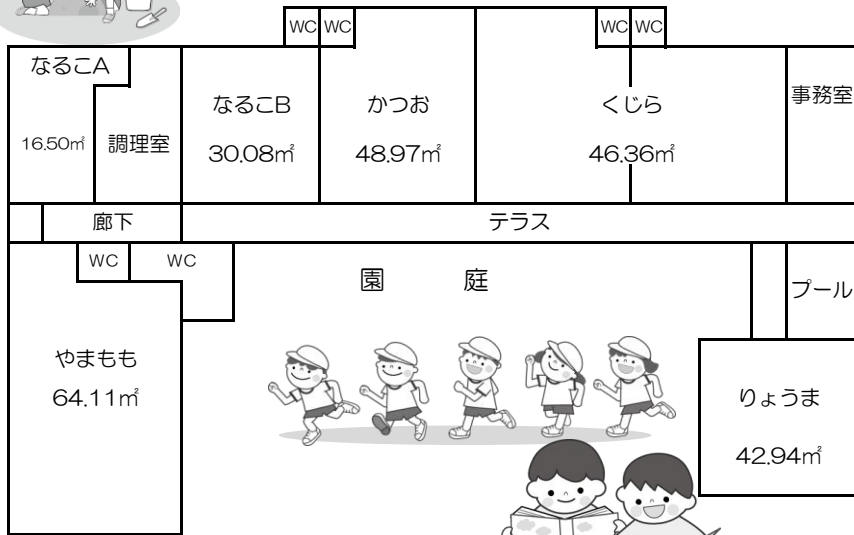 WC WC WC WC
なるこA
なるこB かつお くじら 事務室
16.50㎡ 調理室 30.08㎡ 48.97㎡ 46.36㎡
廊下 テラス
WC WC
園庭
プール
やまもも
64.11㎡
りょうま
42.94㎡